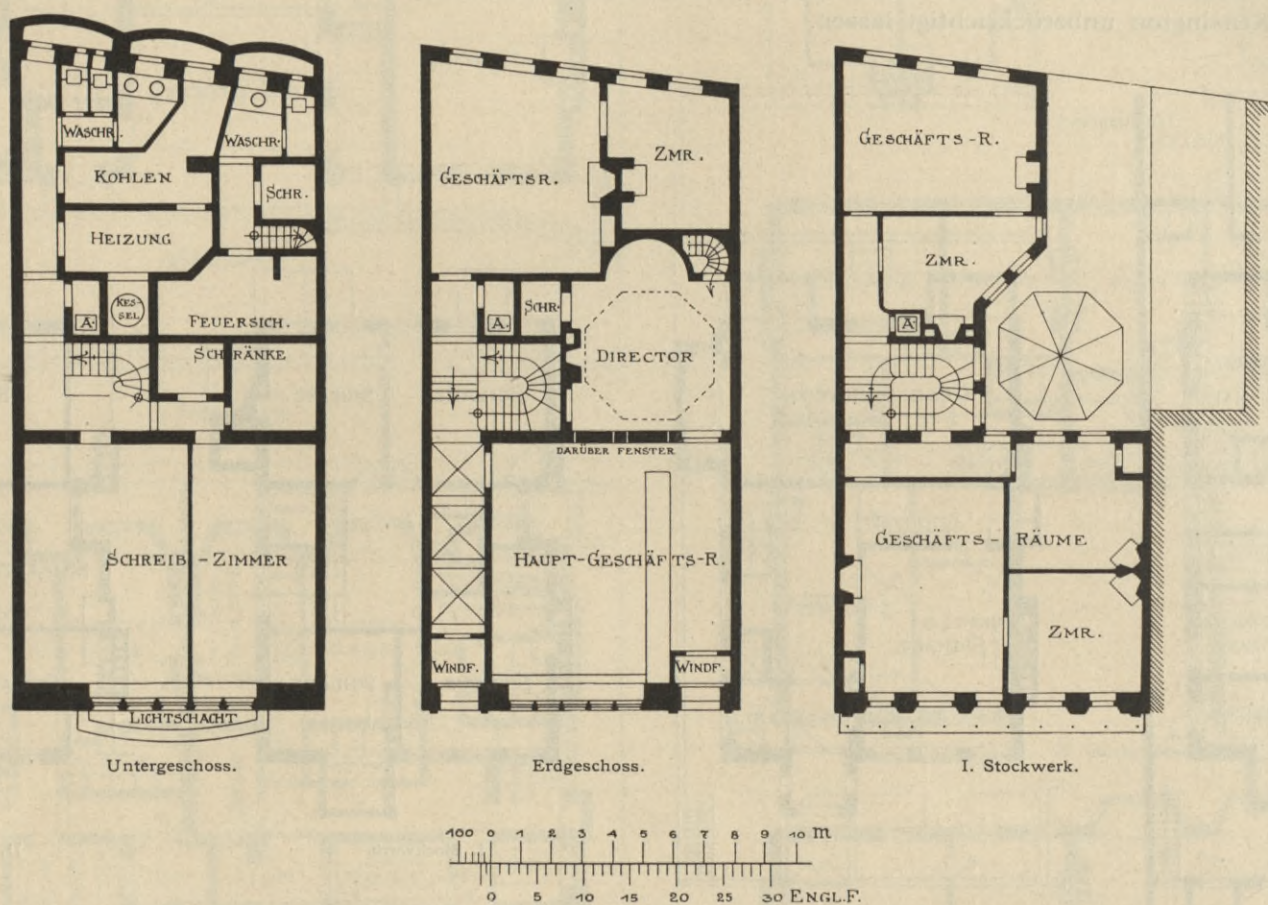 WASCHR.
WASCHR.
KOHLEN
SCHR.
HEIZUNG
A.
KES-
SEL
FEUERSICH.
SCHRÄNKE
SCHREIB-ZIMMER
LICHTSCHACHT
Untergeschoss.
GESCHÄFTSR.
ZMR.
A.
SCHR.
DIRECTOR
DARÜBER FENSTER
HAUPT-GESCHÄFTS-R.
WINDF.
WINDF.
Erdgeschoss.
GESCHÄFTS-R.
ZMR.
A
GESCHÄFTS-RÄUME
ZMR.
I. Stockwerk.
100 0 1 2 3 4 5 6 7 8 9 10 m
0 5 10 15 20 25 30 ENGL.F.